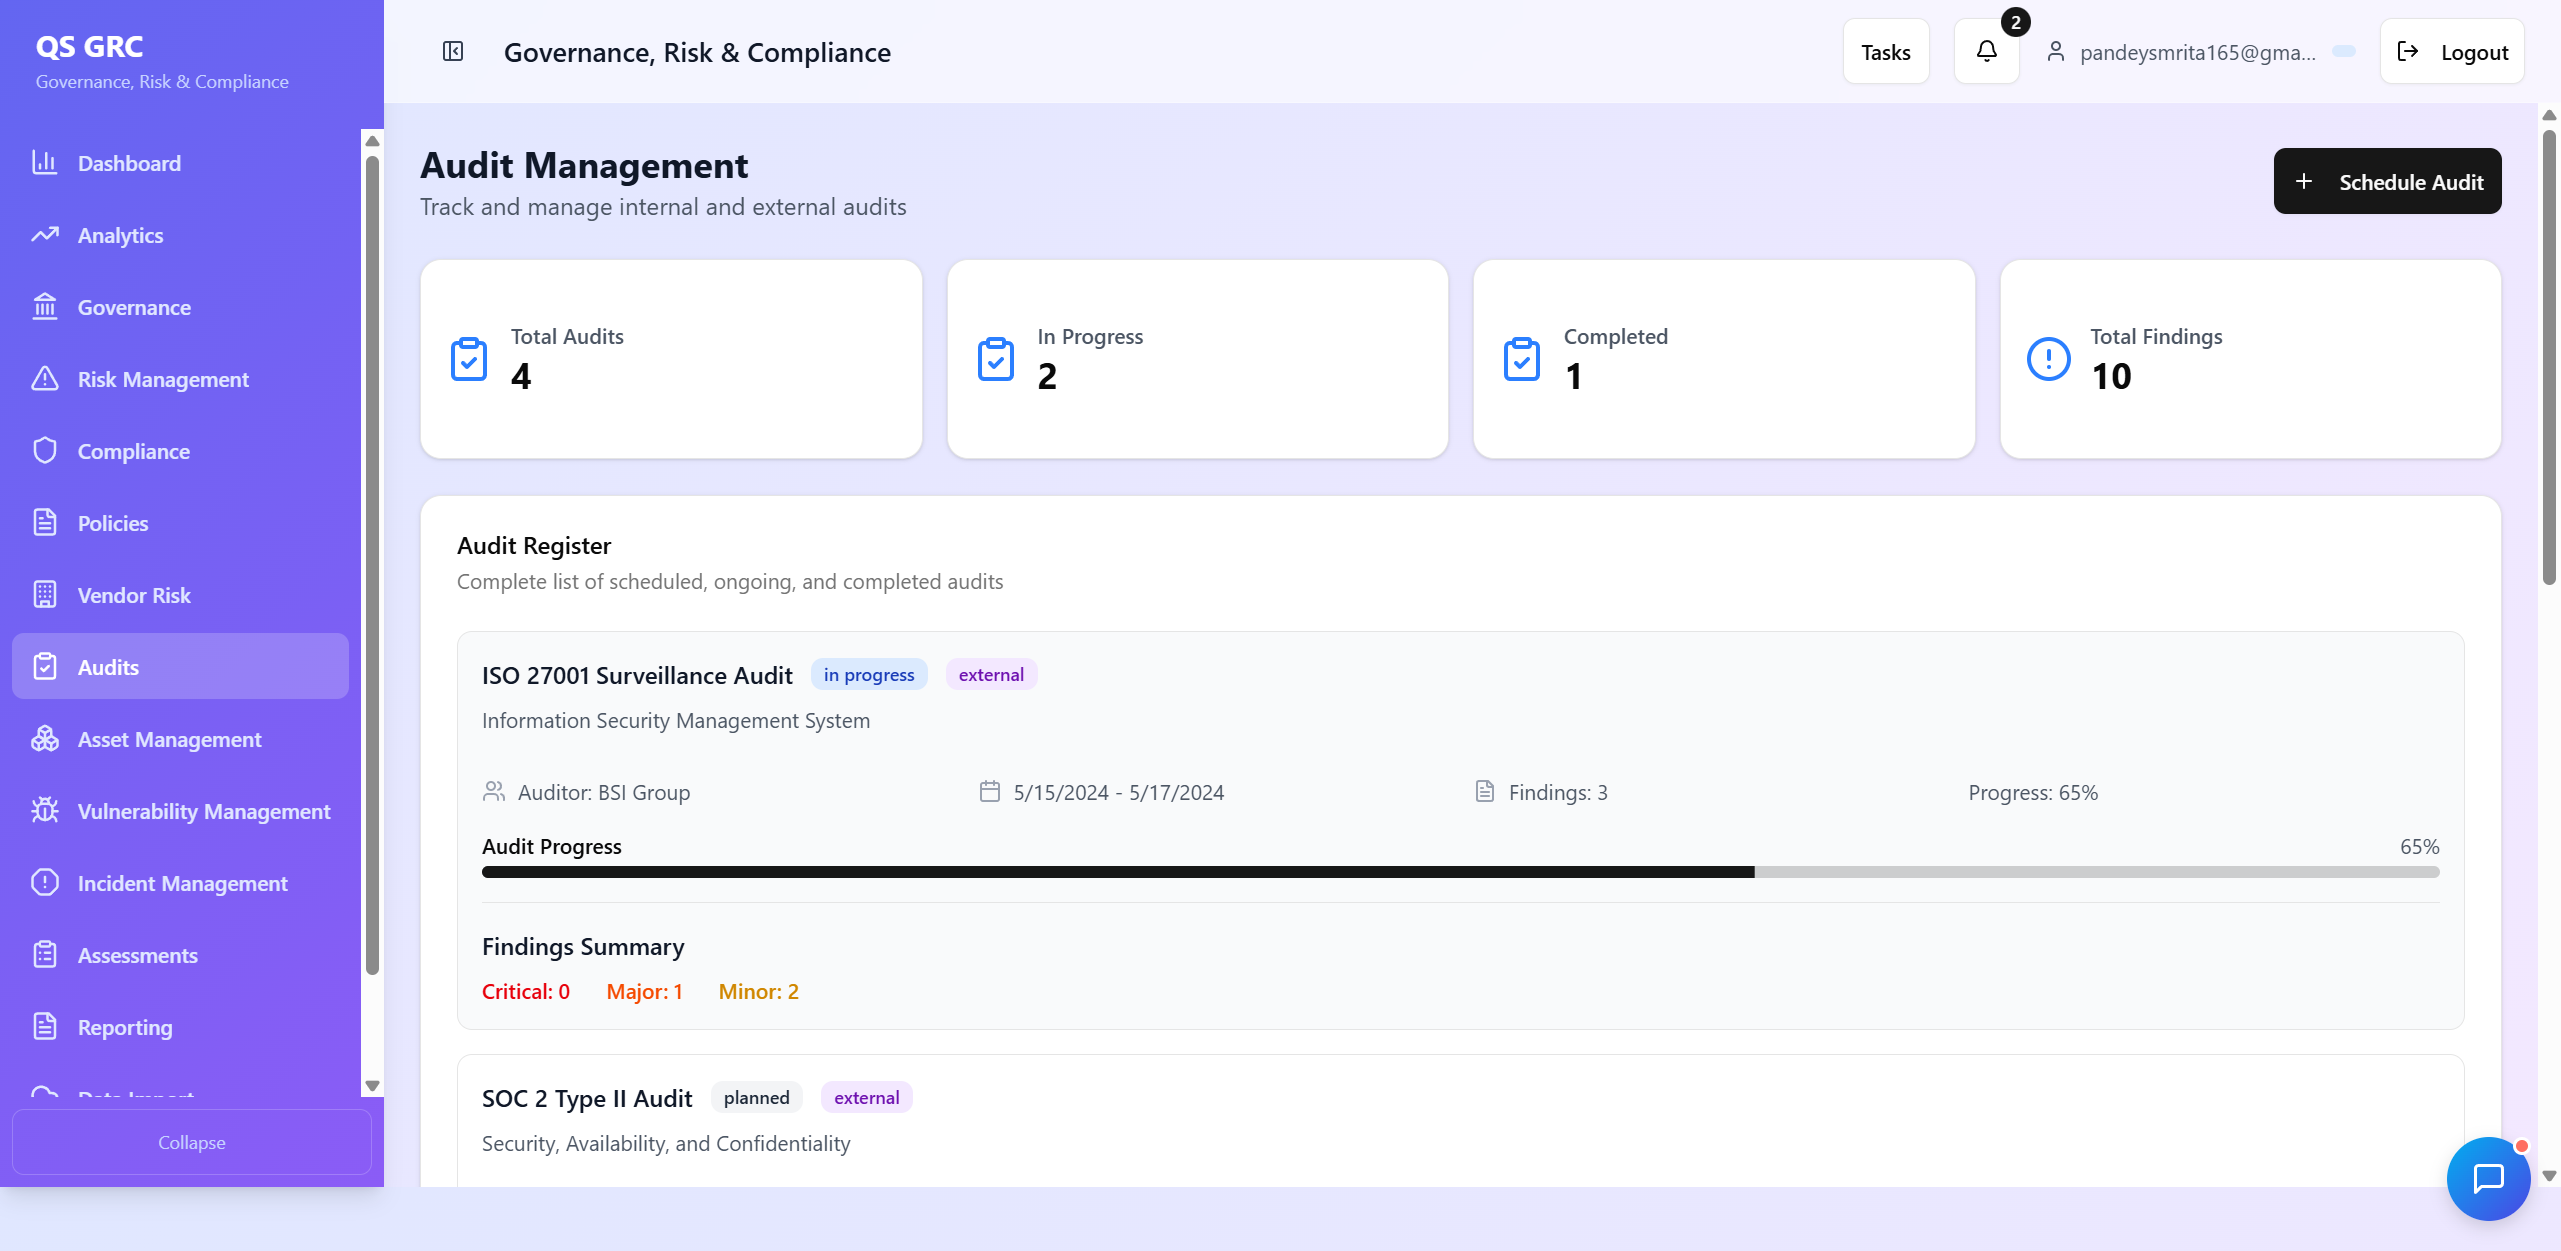 QS GRC
Governance, Risk & Compliance
Dashboard
Analytics
Governance
Risk Management
Compliance
Policies
Vendor Risk
Audits
Asset Management
Vulnerability Management
Incident Management
Assessments
Reporting
Collapse
Governance, Risk & Compliance
Tasks
2
pandeysmrita165@gma...
Logout
Audit Management
Track and manage internal and external audits
Schedule Audit
Total Audits
4
In Progress
2
Completed
1
Total Findings
10
Audit Register
Complete list of scheduled, ongoing, and completed audits
ISO 27001 Surveillance Audit in progress external
Information Security Management System
Auditor: BSI Group 5/15/2024 - 5/17/2024 Findings: 3 Progress: 65%
Audit Progress 65%
Findings Summary
Critical: 0 Major: 1 Minor: 2
SOC 2 Type II Audit planned external
Security, Availability, and Confidentiality